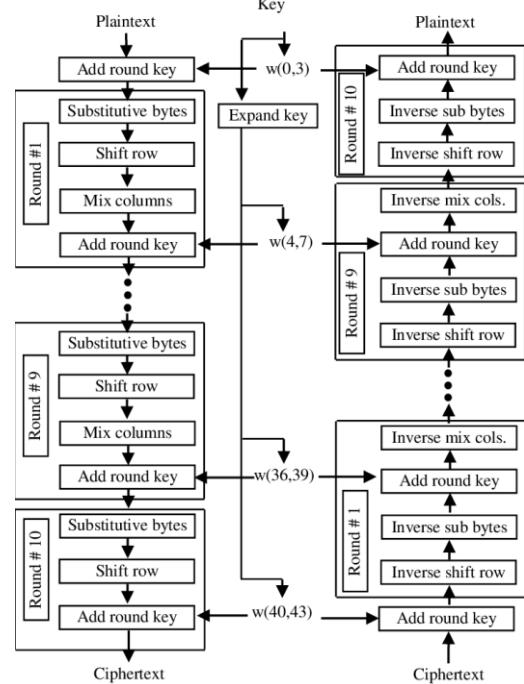 Plaintext
Add round key
Round #1
Substitutive bytes
Shift row
Mix columns
Add round key
Round # 9
Substitutive bytes
Shift row
Mix columns
Add round key
Round # 10
Substitutive bytes
Shift row
Add round key
Ciphertext
Key
w(0,3)
Expand key
w(4,7)
w(36,39)
w(40,43)
Plaintext
Round # 10
Add round key
Inverse sub bytes
Inverse shift row
Round # 9
Inverse mix cols.
Add round key
Inverse sub bytes
Inverse shift row
Round # 1
Inverse mix cols.
Add round key
Inverse sub bytes
Inverse shift row
Add round key
Ciphertext